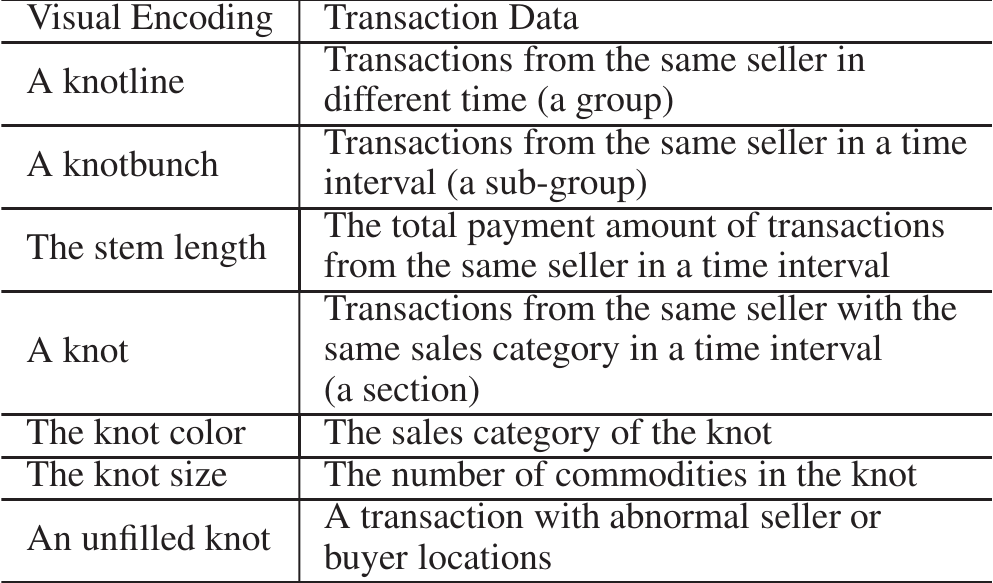 Visual Encoding Transaction Data
A knotline
Transactions from the same seller in
different time (a group)
A knotbunch
Transactions from the same seller in a time
interval (a sub-group)
The stem length
The total payment amount of transactions
from the same seller in a time interval
A knot
Transactions from the same seller with the
same sales category in a time interval
(a section)
The knot color The sales category of the knot
The knot size The number of commodities in the knot
An unfilled knot
A transaction with abnormal seller or
buyer locations